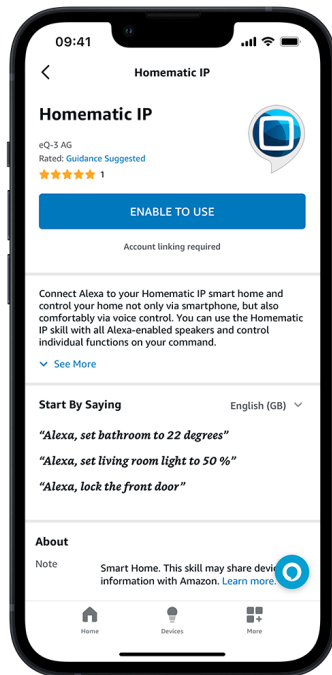 09:41
Homematic IP
Homematic IP
eQ-3 AG
Rated: Guidance Suggested
1
ENABLE TO USE
Account linking required
Connect Alexa to your Homematic IP smart home and
control your home not only via smartphone, but also
comfortably via voice control. You can use the Homematic
IP skill with all Alexa-enabled speakers and control
individual functions on your command.
See More
Start By Saying English (GB)
“Alexa, set bathroom to 22 degrees”
“Alexa, set living room light to 50 %”
“Alexa, lock the front door”
About
Note Smart Home. This skill may share
information with Amazon. Learn more.
Home Devices More